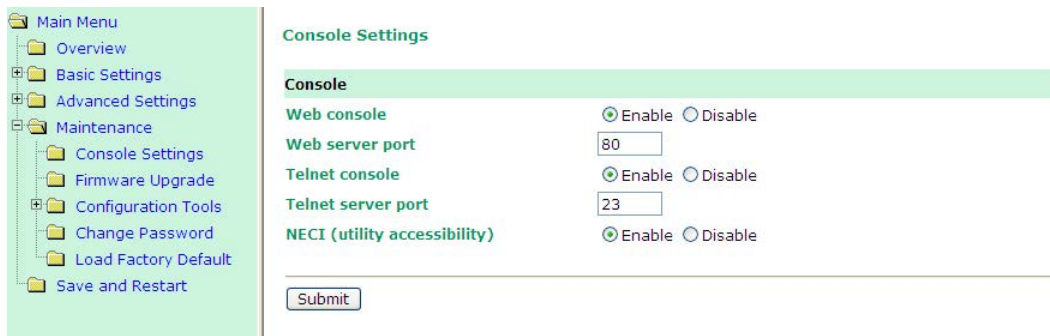 Main Menu
Overview
Basic Settings
Advanced Settings
Maintenance
Console Settings
Firmware Upgrade
Configuration Tools
Change Password
Load Factory Default
Save and Restart
Console Settings
Console
Web console Enable Disable
Web server port 80
Telnet console Enable Disable
Telnet server port 23
NECI (utility accessibility) Enable Disable
Submit